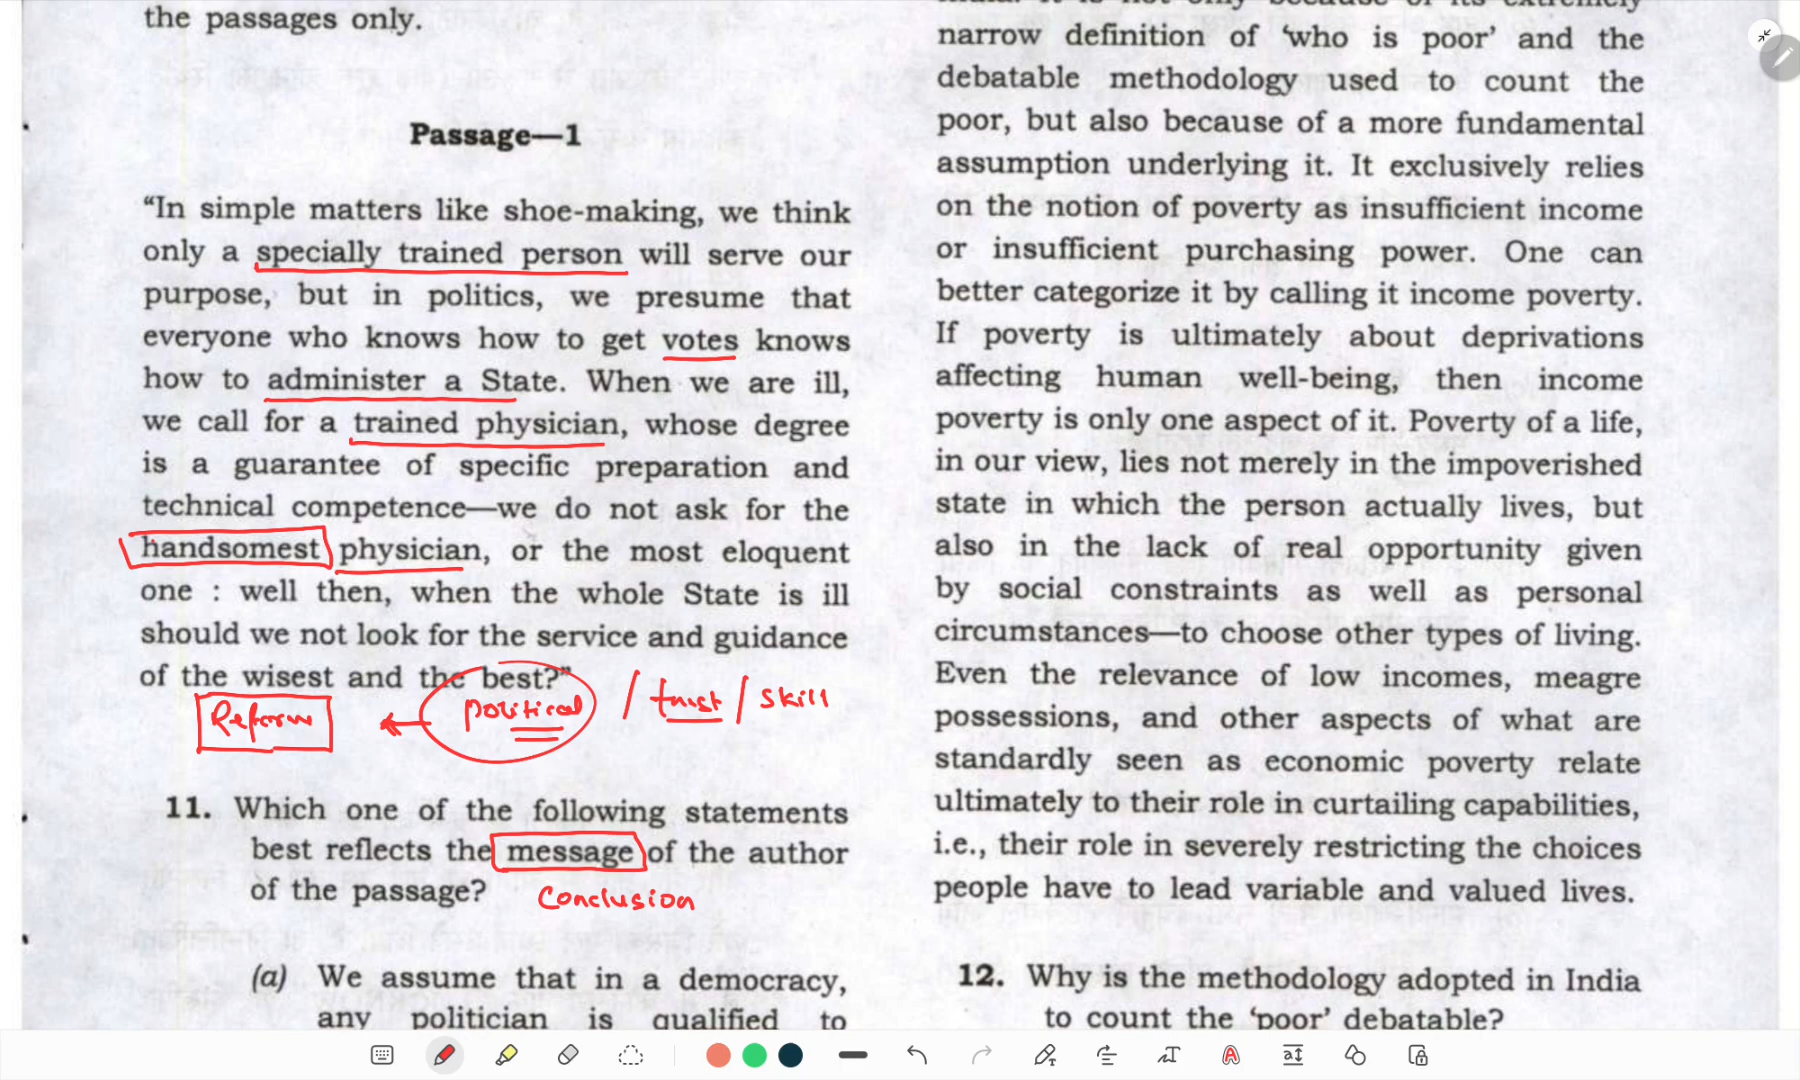 the passages only.
Passage—1
“In simple matters like shoe-making, we think
only a specially trained person will serve our
purpose, but in politics, we presume that
everyone who knows how to get votes knows
how to administer a State. When we are ill,
we call for a trained physician, whose degree
is a guarantee of specific preparation and
technical competence—we do not ask for the
handsomest physician, or the most eloquent
one : well then, when the whole State is ill
should we not look for the service and guidance
of the wisest and the best?”
Reform political / trust / skill
11. Which one of the following statements
best reflects the message of the author
of the passage?
Conclusion
(a) We assume that in a democracy,
any politician is qualified to
narrow definition of ‘who is poor’ and the
debatable methodology used to count the
poor, but also because of a more fundamental
assumption underlying it. It exclusively relies
on the notion of poverty as insufficient income
or insufficient purchasing power. One can
better categorize it by calling it income poverty.
If poverty is ultimately about deprivations
affecting human well-being, then income
poverty is only one aspect of it. Poverty of a life,
in our view, lies not merely in the impoverished
state in which the person actually lives, but
also in the lack of real opportunity given
by social constraints as well as personal
circumstances—to choose other types of living.
Even the relevance of low incomes, meagre
possessions, and other aspects of what are
standardly seen as economic poverty relate
ultimately to their role in curtailing capabilities,
i.e., their role in severely restricting the choices
people have to lead variable and valued lives.
12. Why is the methodology adopted in India
to count the ‘poor’ debatable?